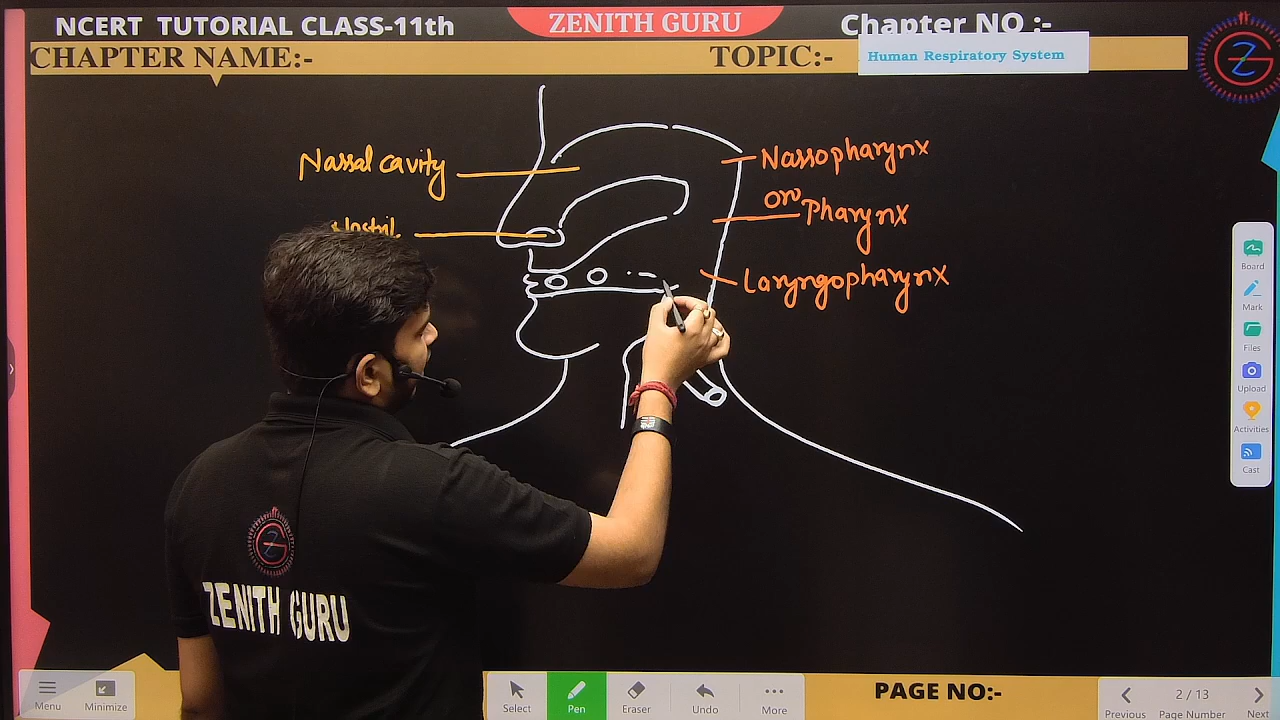 NCERT TUTORIAL CLASS-11th
ZENITH GURU
Chapter NO :-
CHAPTER NAME:-
TOPIC:-
Human Respiratory System
Nassal cavity
Nassopharynx
oro pharynx
Laryngopharynx
ZENITH GURU
Board
Mark
Files
Upload
Activities
Cast
Menu
Minimize
Select
Pen
Eraser
Undo
More
PAGE NO:-
Previous
2 / 13
Page Number
Next